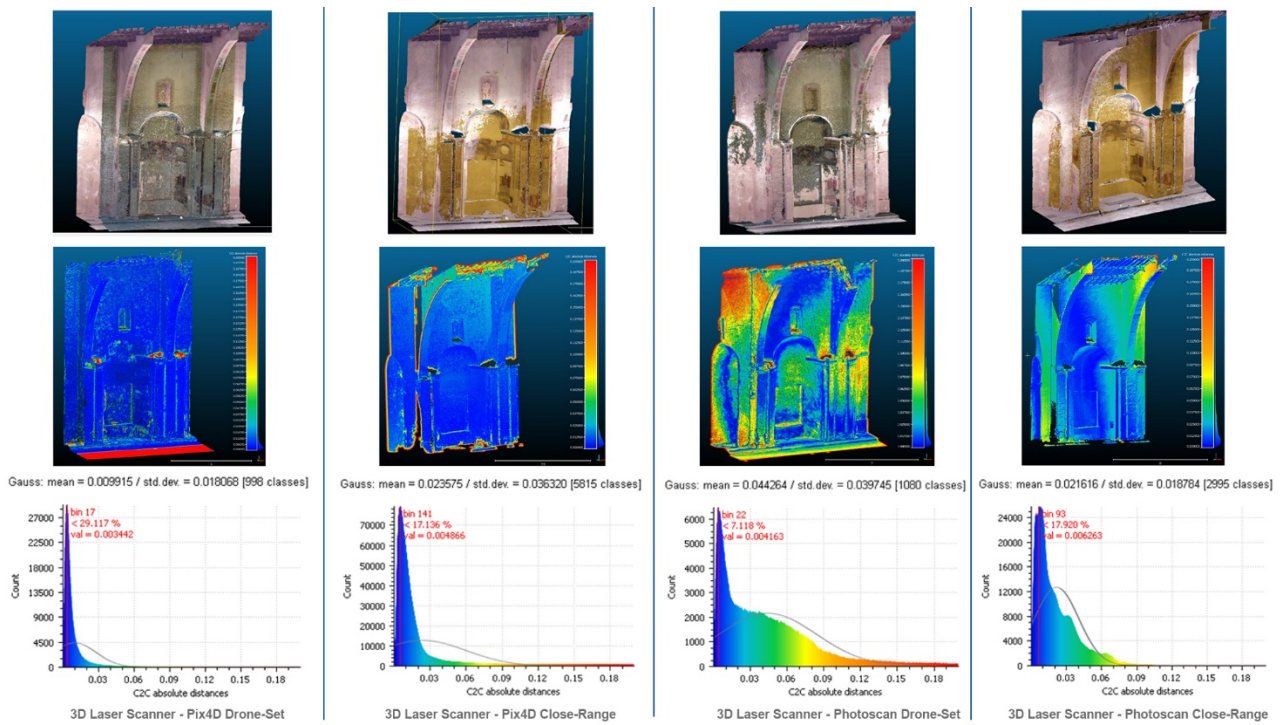 Gauss: mean = 0.009915 / std.dev. = 0.018068 [998 classes]
bin 17
< 29.117 %
val = 0.003442
27000
22500
18000
13500
9000
4500
0
Count
0.03 0.06 0.09 0.12 0.15 0.18
C2C absolute distances
3D Laser Scanner - Pix4D Drone-Set
Gauss: mean = 0.023575 / std.dev. = 0.036320 [5815 classes]
bin 141
< 17.136 %
val = 0.004866
80000
70000
60000
50000
40000
30000
20000
10000
0
Count
0.03 0.06 0.09 0.12 0.15 0.18
C2C absolute distances
3D Laser Scanner - Pix4D Close-Range
Gauss: mean = 0.044264 / std.dev. = 0.039745 [1080 classes]
bin 22
< 7.118 %
val = 0.004163
6000
5000
4000
3000
2000
1000
0
Count
0.03 0.06 0.09 0.12 0.15 0.18
C2C absolute distances
3D Laser Scanner - Photoscan Drone-Set
Gauss: mean = 0.021616 / std.dev. = 0.018784 [2995 classes]
bin 93
< 17.920 %
val = 0.006263
24000
20000
16000
12000
8000
4000
0
Count
0.03 0.06 0.09 0.12 0.15 0.18
C2C absolute distances
3D Laser Scanner - Photoscan Close-Range